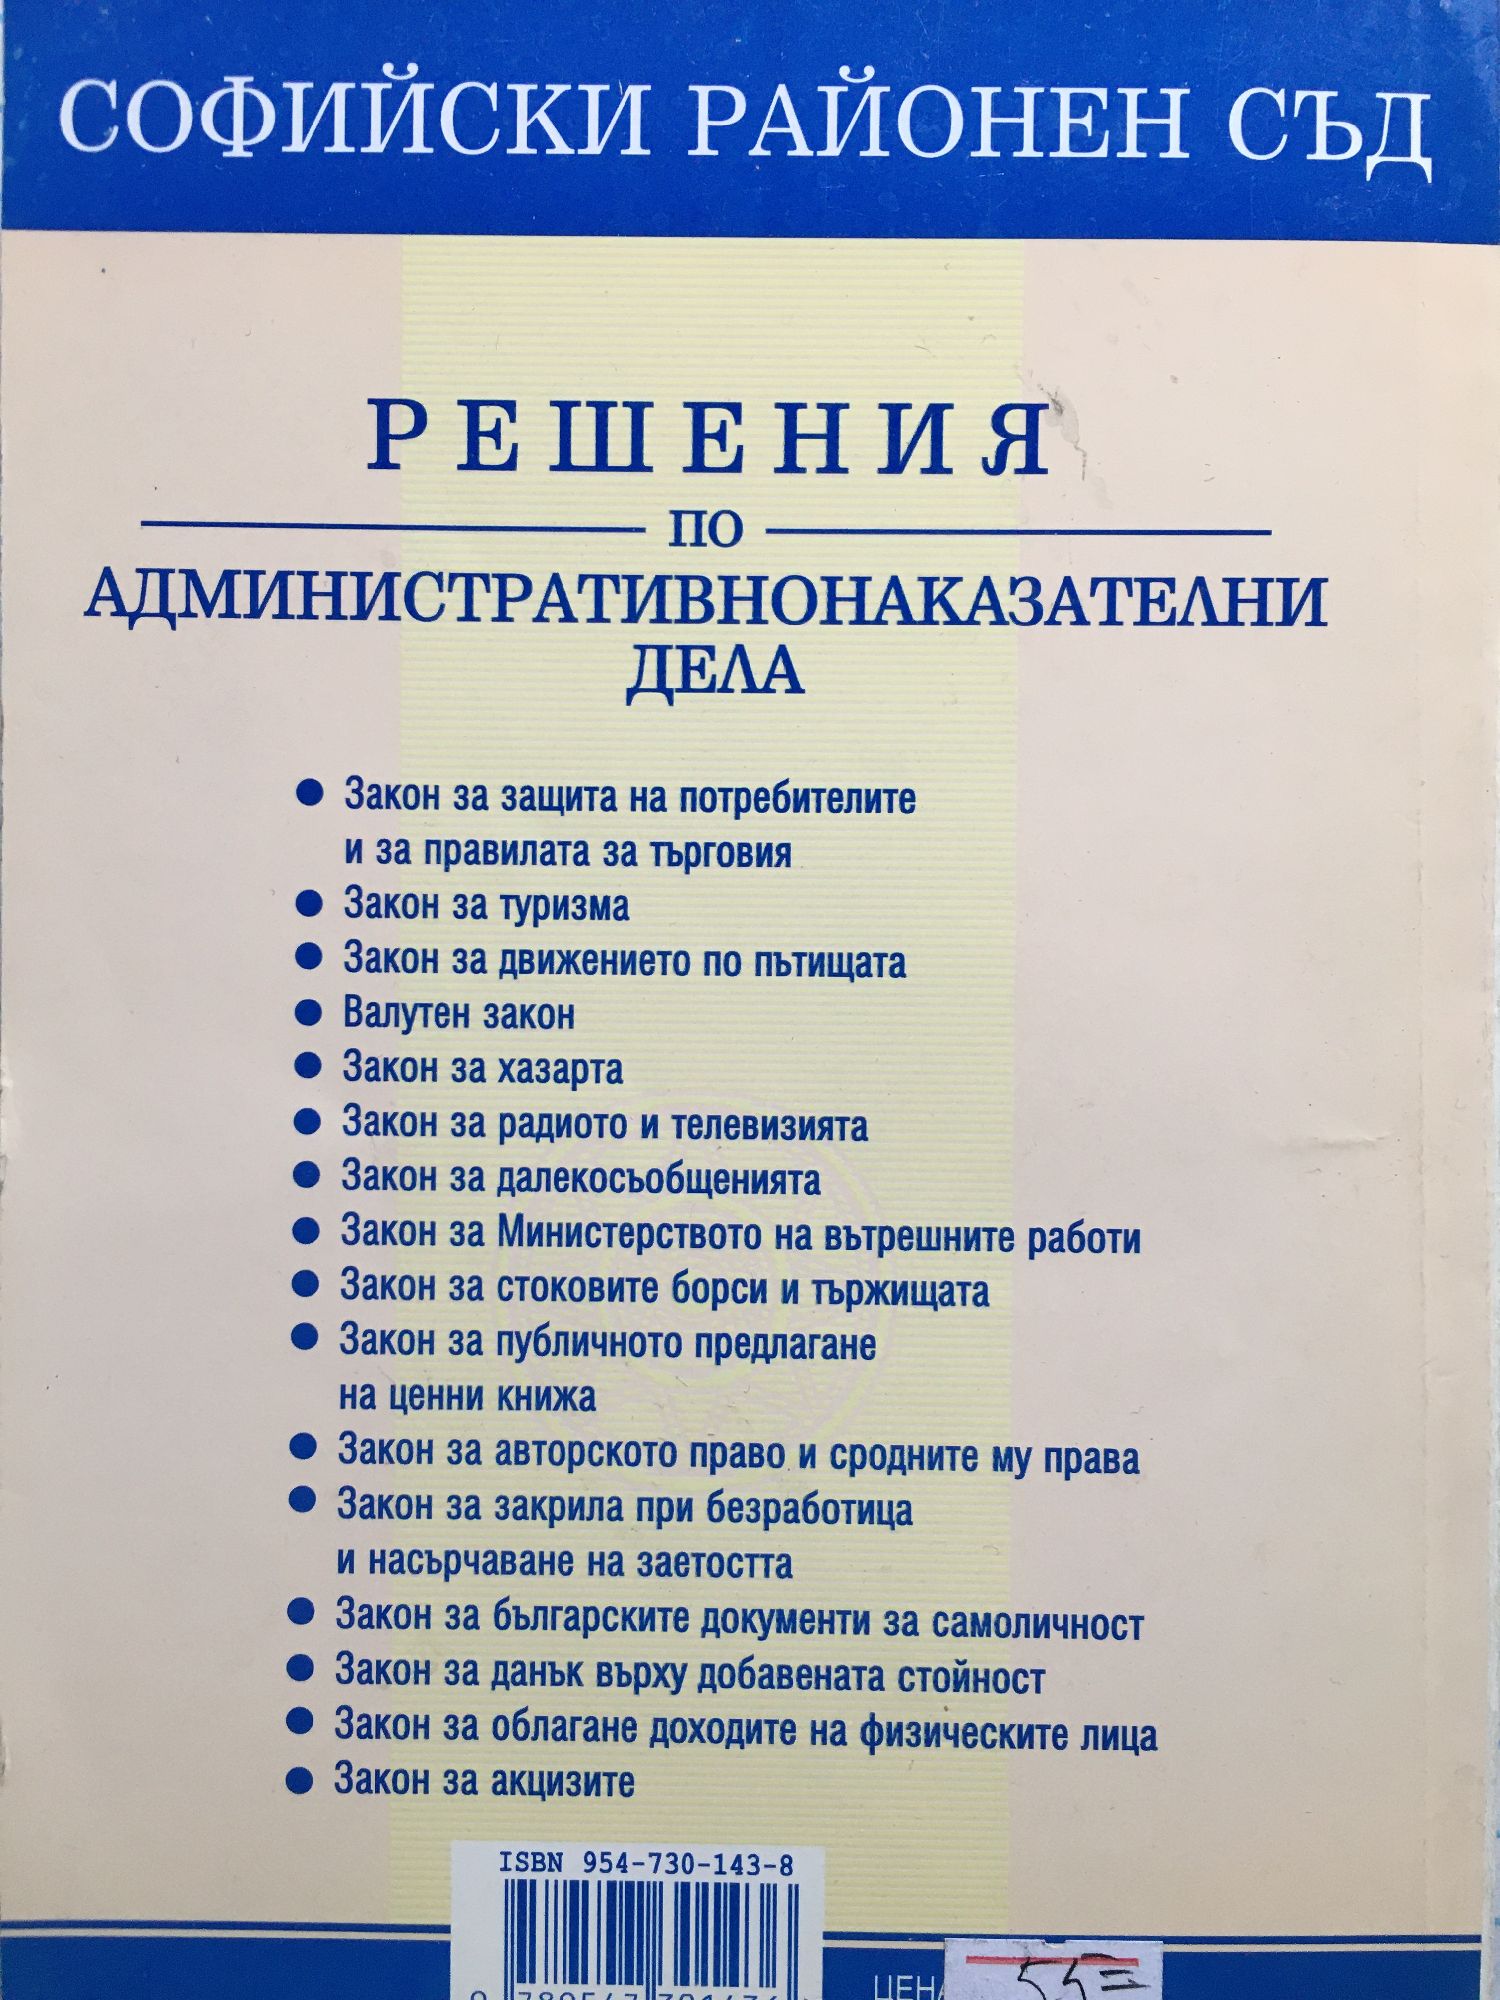 СОФИЙСКИ РАЙОНЕН СЪД
РЕШЕНИЯ
ПО
АДМИНИСТРАТИВНОНАКАЗАТЕЛНИ
ДЕЛА
● Закон за защита на потребителите
и за правилата за търговия
● Закон за туризма
● Закон за движението по пътищата
● Валутен закон
● Закон за хазарта
● Закон за радиото и телевизията
● Закон за далекосъобщенията
● Закон за Министерството на вътрешните работи
● Закон за стоковите борси и тържищата
● Закон за публичното предлагане
на ценни книжа
● Закон за авторското право и сродните му права
● Закон за закрила при безработица
и насърчаване на заетостта
● Закон за българските документи за самоличност
● Закон за данък върху добавената стойност
● Закон за облагане доходите на физическите лица
● Закон за акцизите
ISBN 954-730-143-8